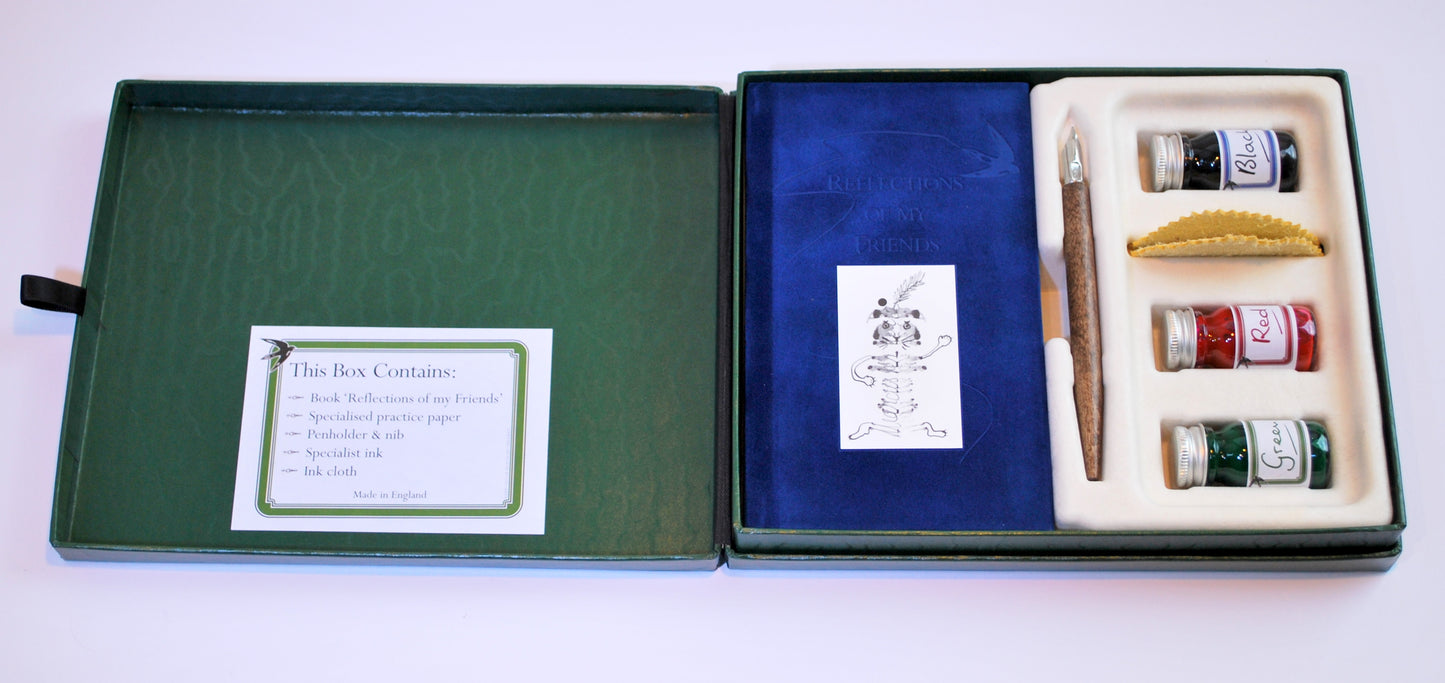 This Box Contains:
Book ‘Reflections of my Friends’
Specialised practice paper
Penholder & nib
Specialist ink
Ink cloth
Made in England
REFLECTIONS
OF MY
FRIENDS
Black
Red
Green